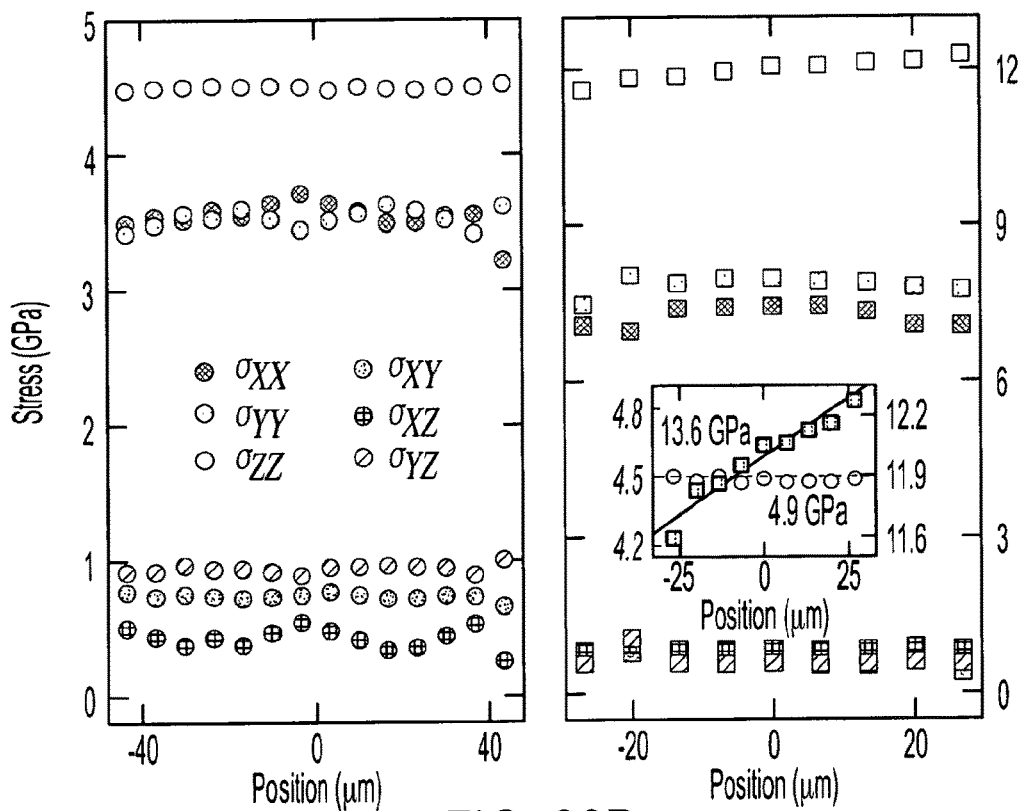 5
4
3
2
1
0
Stress (GPa)
σXX σXY
σYY σXZ
σZZ σYZ
-40 0 40
Position (μm)
12
9
6
3
0
4.8
4.5
4.2
13.6 GPa
4.9 GPa
12.2
11.9
11.6
-25 0 25
Position (μm)
-20 0 20
Position (μm)